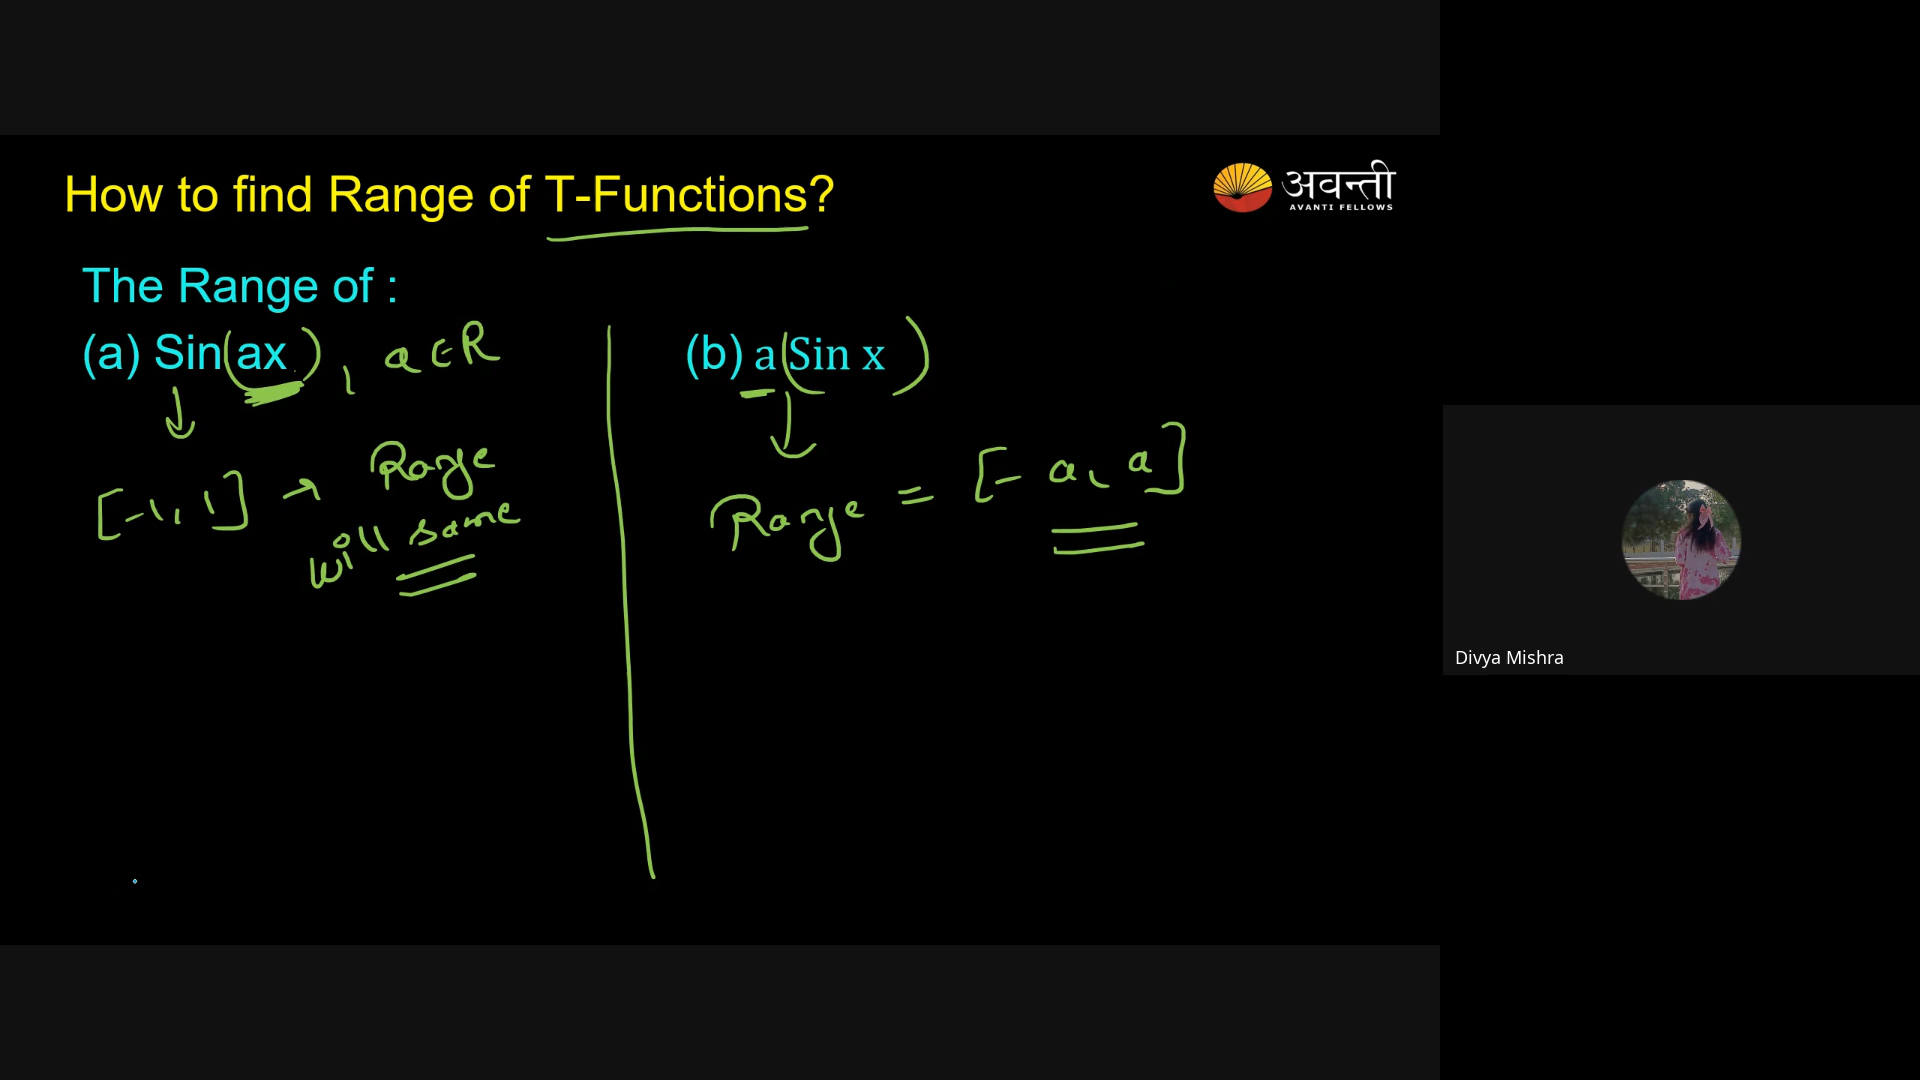 How to find Range of T-Functions?
अवन्ती
AVANTI FELLOWS
The Range of :
(a) Sin(ax), a ∈ R
[-1, 1] → Range
will same
(b) a(Sin x)
Range = [-a, a]
Divya Mishra